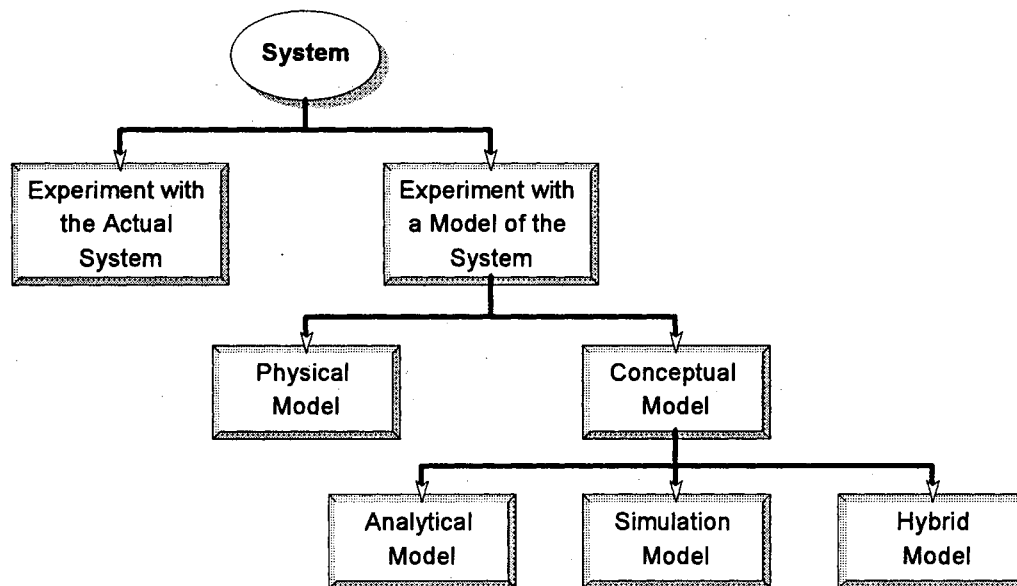 System
Experiment with
the Actual
System
Experiment with
a Model of the
System
Physical
Model
Conceptual
Model
Analytical
Model
Simulation
Model
Hybrid
Model